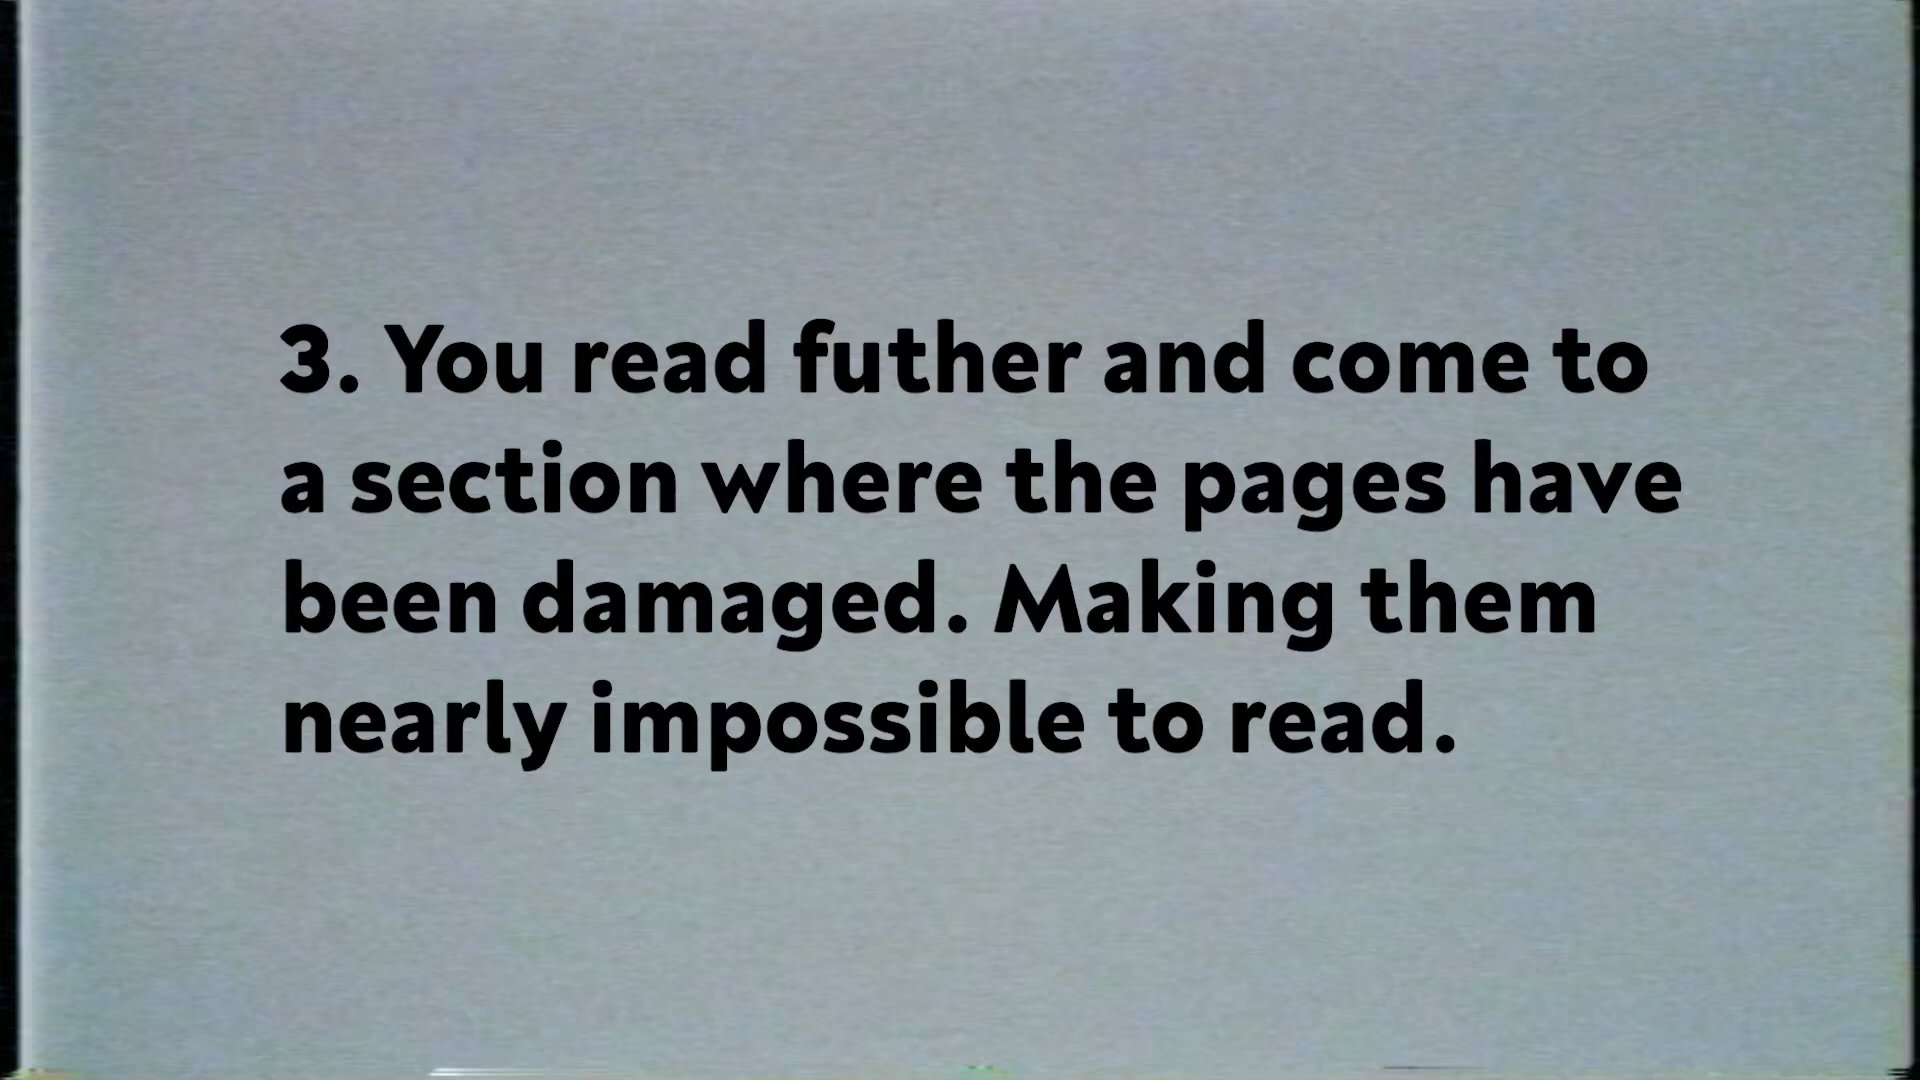 3. You read futher and come to
a section where the pages have
been damaged. Making them
nearly impossible to read.